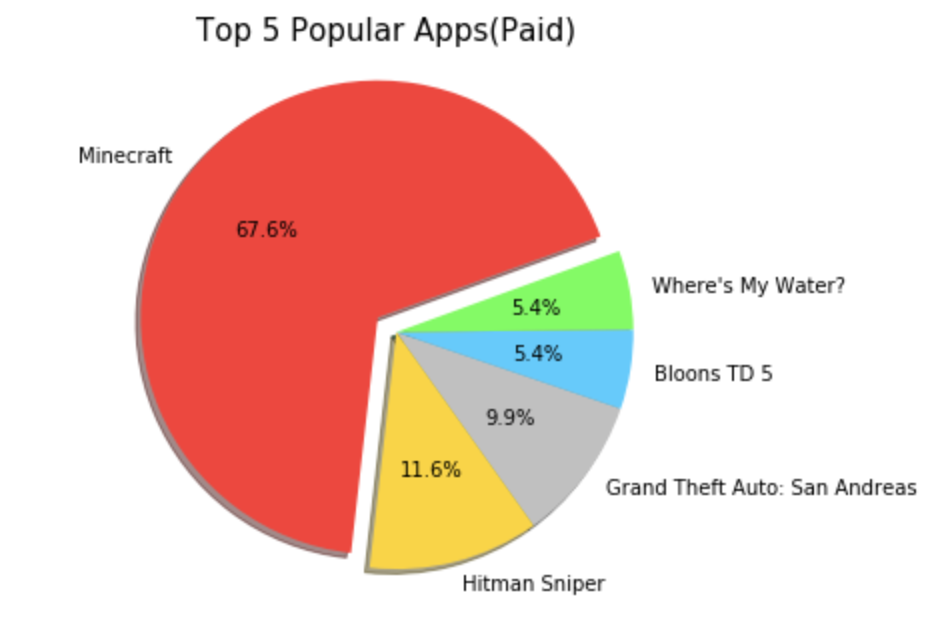 Top 5 Popular Apps(Paid)
Minecraft
67.6%
Where's My Water?
5.4%
5.4%
Bloons TD 5
9.9%
11.6%
Grand Theft Auto: San Andreas
Hitman Sniper